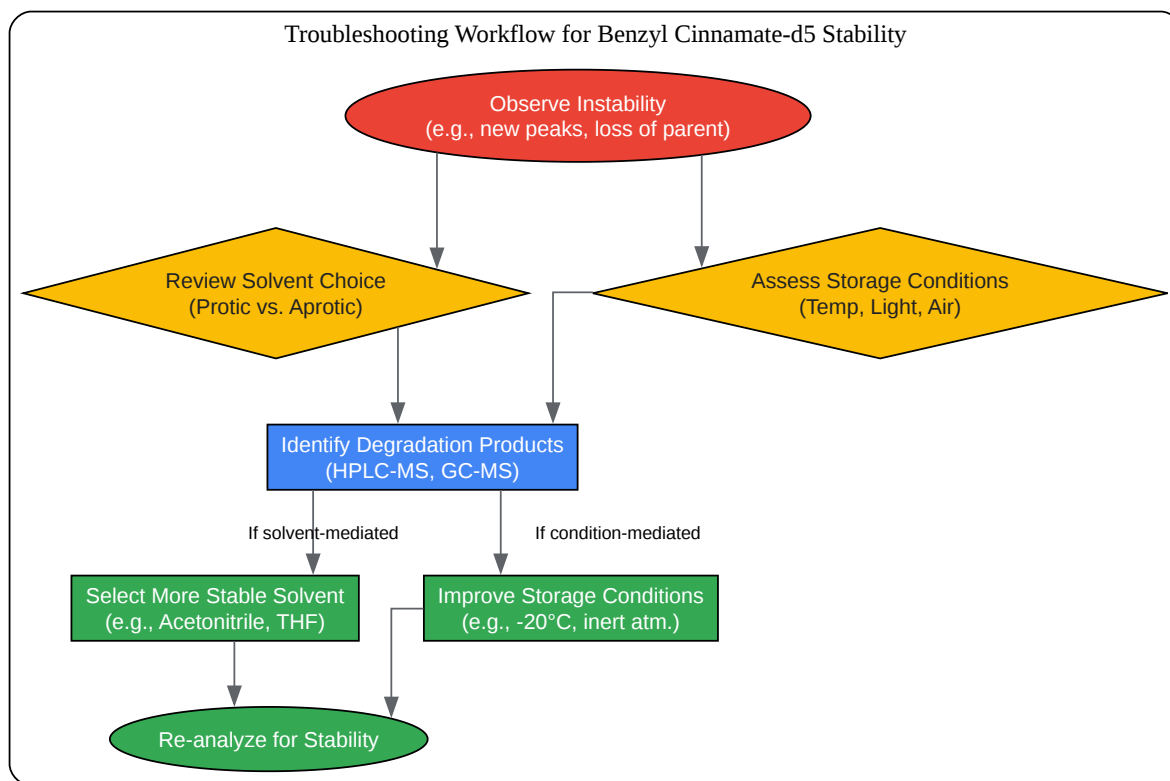 Troubleshooting Workflow for Benzyl Cinnamate-d5 Stability
Observe Instability
(e.g., new peaks, loss of parent)
Review Solvent Choice
(Protic vs. Aprotic)
Assess Storage Conditions
(Temp, Light, Air)
Identify Degradation Products
(HPLC-MS, GC-MS)
If solvent-mediated
If condition-mediated
Select More Stable Solvent
(e.g., Acetonitrile, THF)
Improve Storage Conditions
(e.g., -20°C, inert atm.)
Re-analyze for Stability